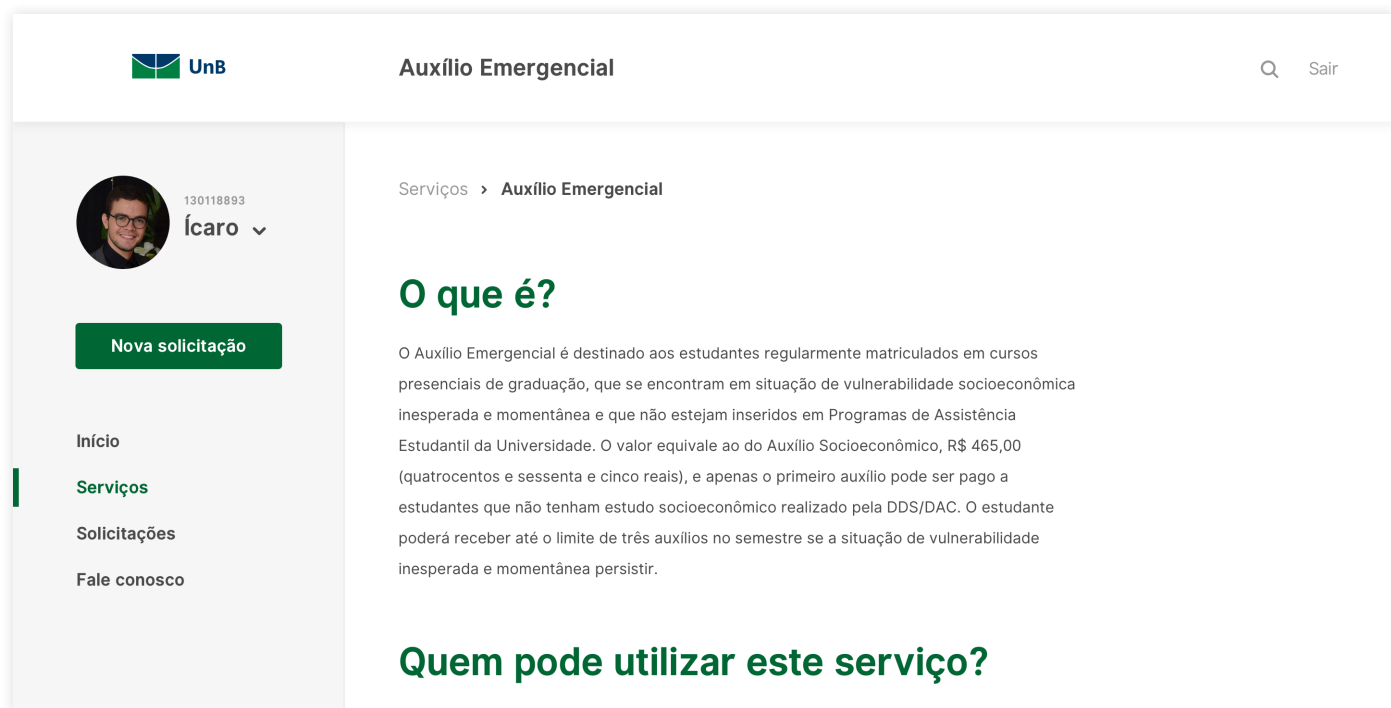 UnB
Auxílio Emergencial
Sair
130118893
Ícaro
Nova solicitação
Início
Serviços
Solicitações
Fale conosco
Serviços > Auxílio Emergencial
O que é?
O Auxílio Emergencial é destinado aos estudantes regularmente matriculados em cursos
presenciais de graduação, que se encontram em situação de vulnerabilidade socioeconômica
inesperada e momentânea e que não estejam inseridos em Programas de Assistência
Estudantil da Universidade. O valor equivale ao do Auxílio Socioeconômico, R$ 465,00
(quatrocentos e sessenta e cinco reais), e apenas o primeiro auxílio pode ser pago a
estudantes que não tenham estudo socioeconômico realizado pela DDS/DAC. O estudante
poderá receber até o limite de três auxílios no semestre se a situação de vulnerabilidade
inesperada e momentânea persistir.
Quem pode utilizar este serviço?